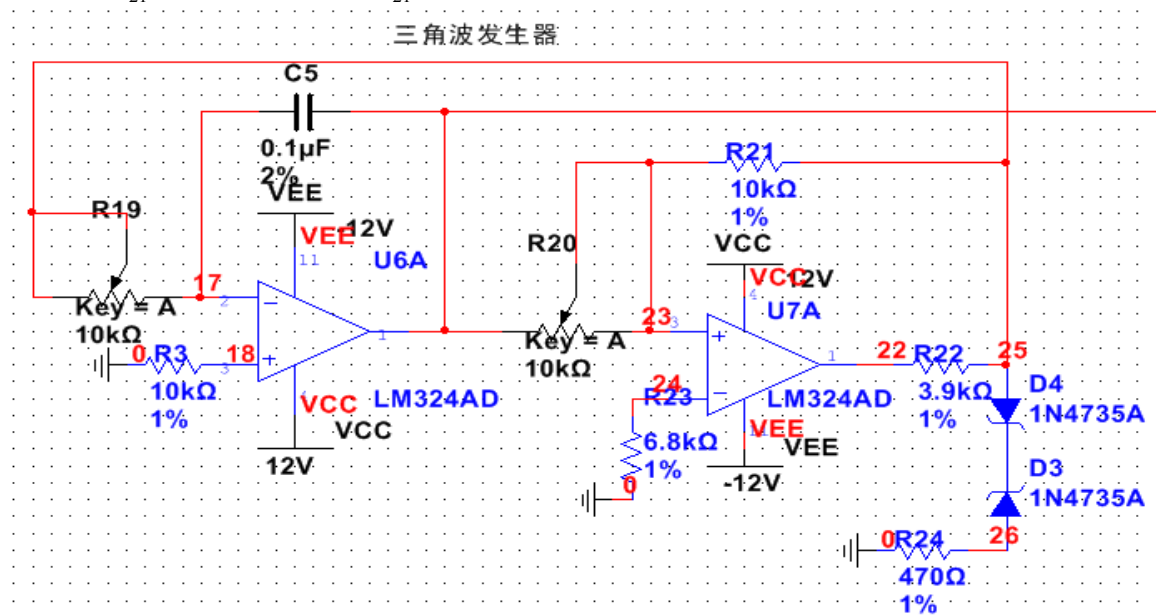 三角波发生器
C5
0.1µF
2%
VEE
-12V
VEE
11
U6A
R19
Key = A
10kΩ
17
2
1
0
R3
18
3
10kΩ
1%
LM324AD
4
VCC
VCC
12V
R21
10kΩ
1%
VCC
VCC
12V
4
U7A
R20
Key = A
10kΩ
23
3
1
22
R22
25
3.9kΩ
1%
24
R23
2
LM324AD
6.8kΩ
1%
0
VEE
11
VEE
-12V
D4
1N4735A
D3
1N4735A
0
R24
26
470Ω
1%